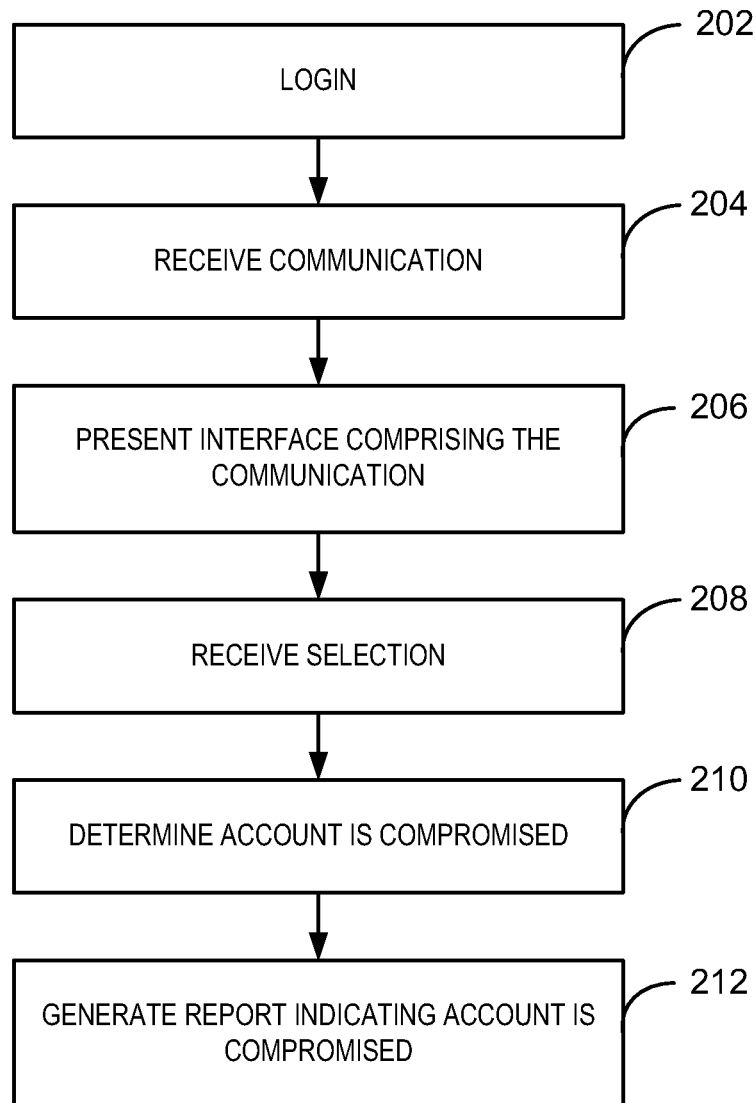 202
LOGIN
204
RECEIVE COMMUNICATION
206
PRESENT INTERFACE COMPRISING THE
COMMUNICATION
208
RECEIVE SELECTION
210
DETERMINE ACCOUNT IS COMPROMISED
212
GENERATE REPORT INDICATING ACCOUNT IS
COMPROMISED